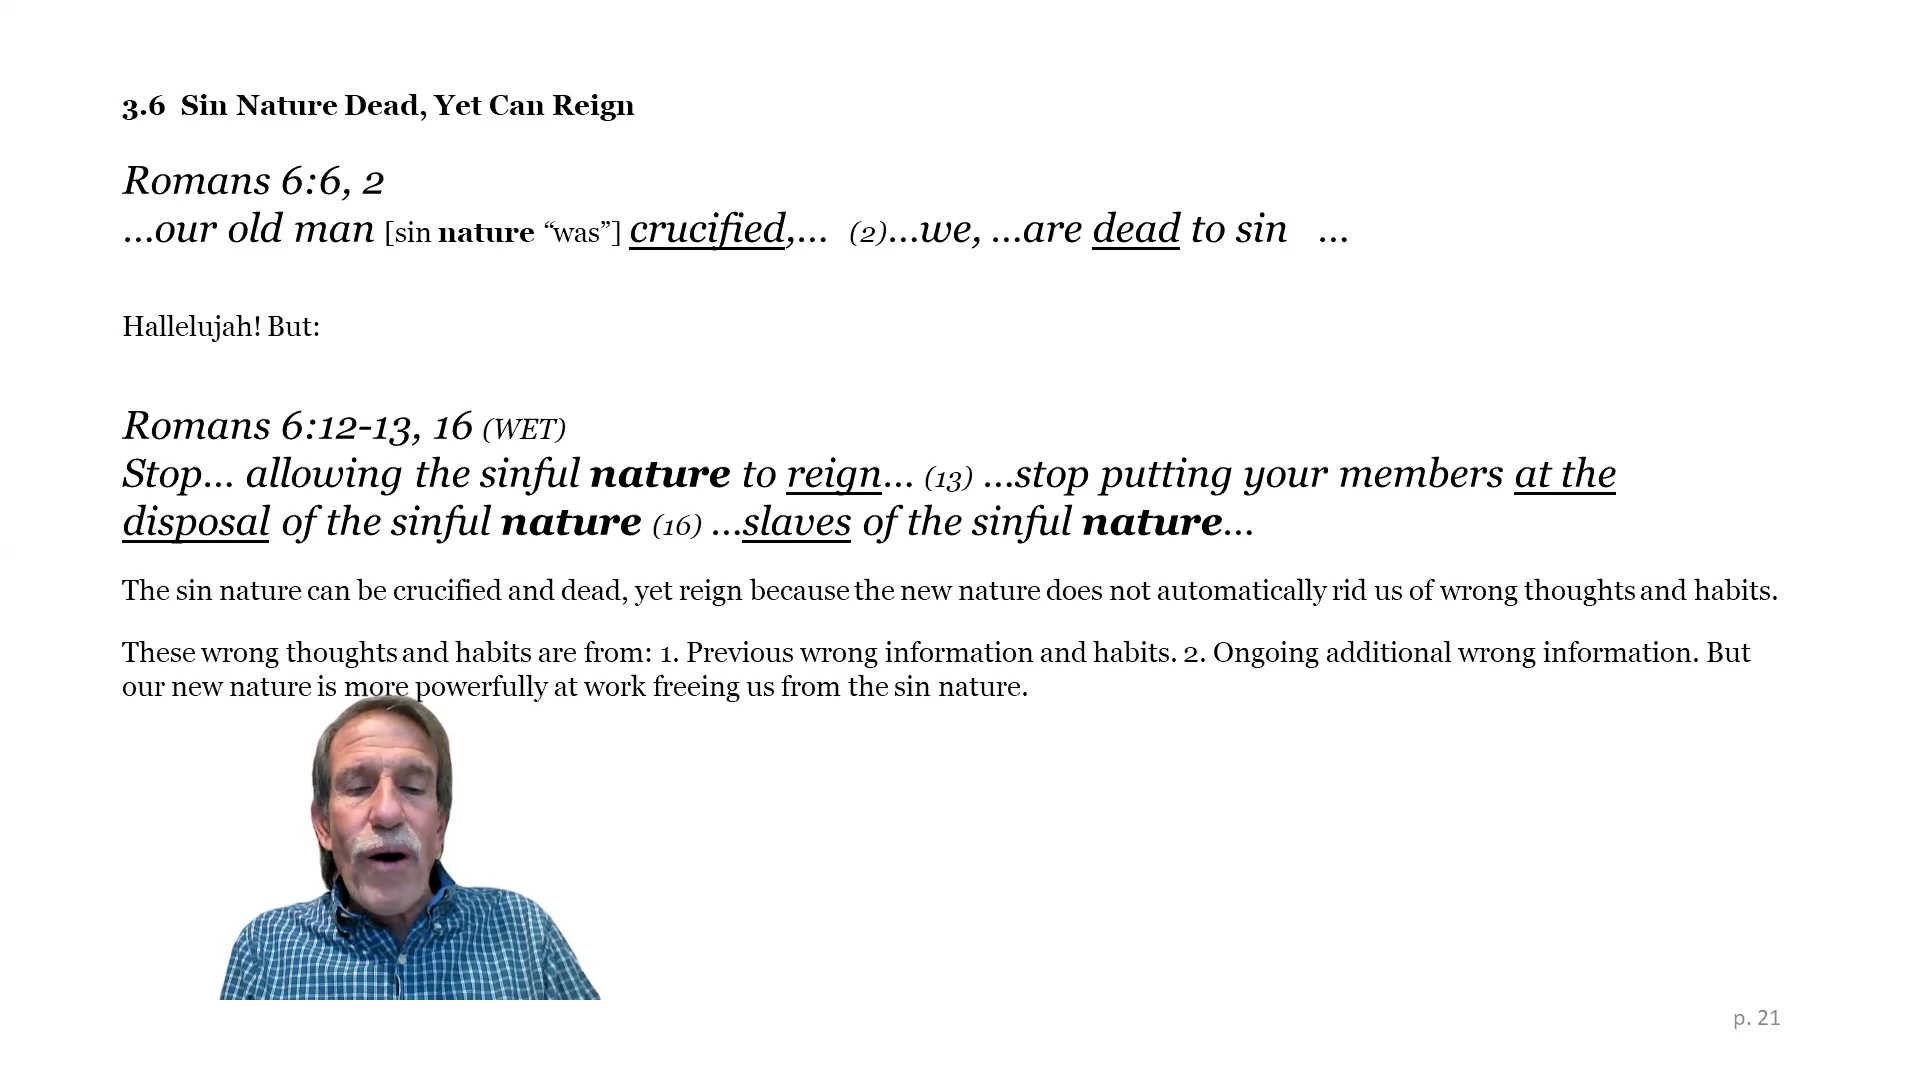 3.6 Sin Nature Dead, Yet Can Reign
Romans 6:6, 2
…our old man [sin nature “was”] crucified,… (2)…we, …are dead to sin …
Hallelujah! But:
Romans 6:12-13, 16 (WET)
Stop… allowing the sinful nature to reign… (13) …stop putting your members at the
disposal of the sinful nature (16) …slaves of the sinful nature…
The sin nature can be crucified and dead, yet reign because the new nature does not automatically rid us of wrong thoughts and habits.
These wrong thoughts and habits are from: 1. Previous wrong information and habits. 2. Ongoing additional wrong information. But
our new nature is more powerfully at work freeing us from the sin nature.
p. 21